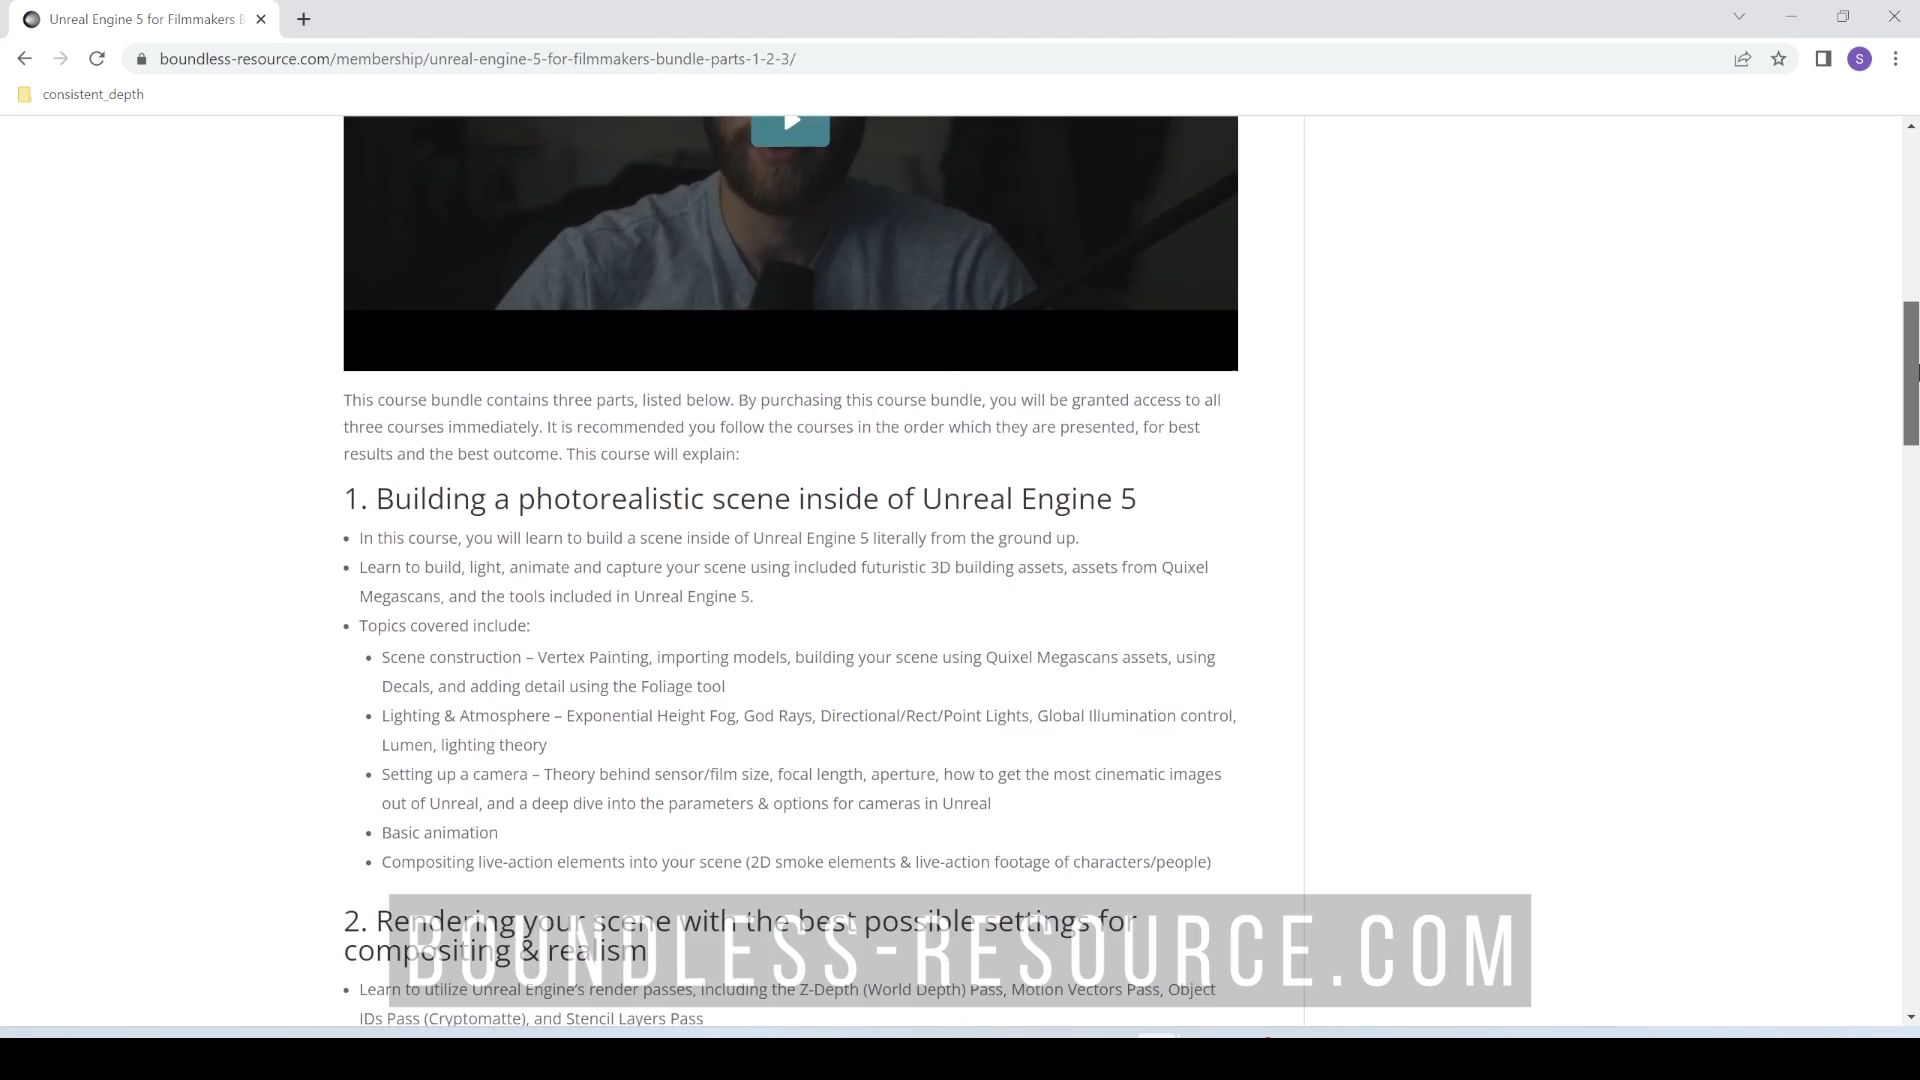 Unreal Engine 5 for Filmmakers B
boundless-resource.com/membership/unreal-engine-5-for-filmmakers-bundle-parts-1-2-3/
S
consistent_depth
This course bundle contains three parts, listed below. By purchasing this course bundle, you will be granted access to all
three courses immediately. It is recommended you follow the courses in the order which they are presented, for best
results and the best outcome. This course will explain:
1. Building a photorealistic scene inside of Unreal Engine 5
• In this course, you will learn to build a scene inside of Unreal Engine 5 literally from the ground up.
• Learn to build, light, animate and capture your scene using included futuristic 3D building assets, assets from Quixel
Megascans, and the tools included in Unreal Engine 5.
• Topics covered include:
• Scene construction – Vertex Painting, importing models, building your scene using Quixel Megascans assets, using
Decals, and adding detail using the Foliage tool
• Lighting & Atmosphere – Exponential Height Fog, God Rays, Directional/Rect/Point Lights, Global Illumination control,
Lumen, lighting theory
• Setting up a camera – Theory behind sensor/film size, focal length, aperture, how to get the most cinematic images
out of Unreal, and a deep dive into the parameters & options for cameras in Unreal
• Basic animation
• Compositing live-action elements into your scene (2D smoke elements & live-action footage of characters/people)
2. Rendering your scene with the best possible settings for
compositing & realism
BOUNDLESS-RESOURCE.COM
• Learn to utilize Unreal Engine's render passes, including the Z-Depth (World Depth) Pass, Motion Vectors Pass, Object
IDs Pass (Cryptomatte), and Stencil Layers Pass